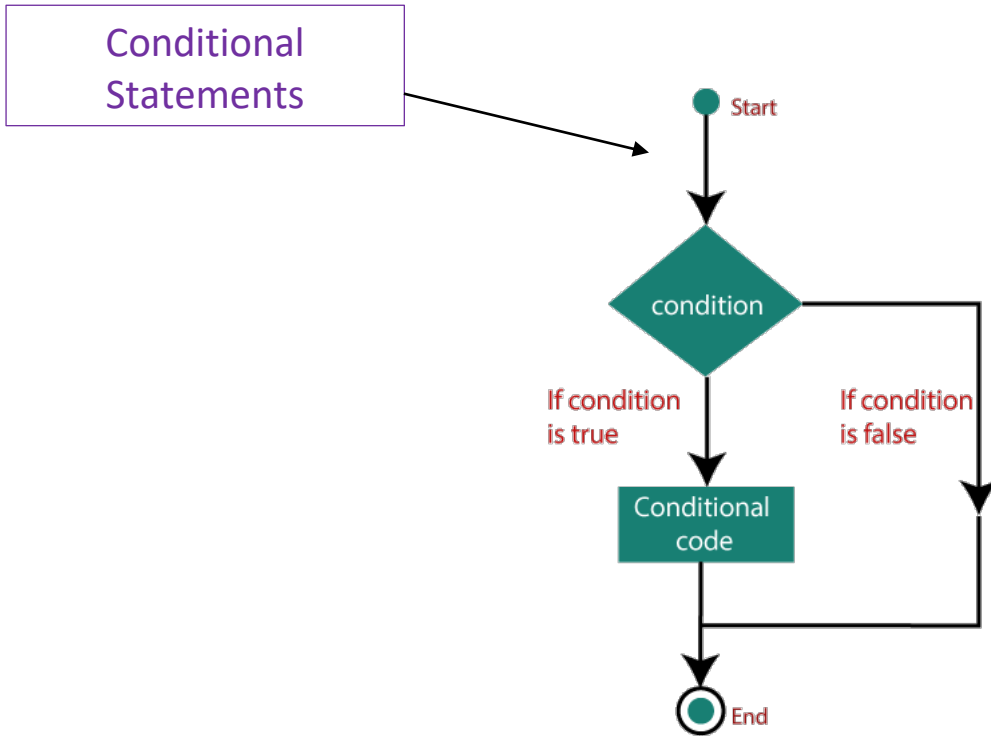 Conditional
Statements
Start
condition
If condition
is true
If condition
is false
Conditional
code
End